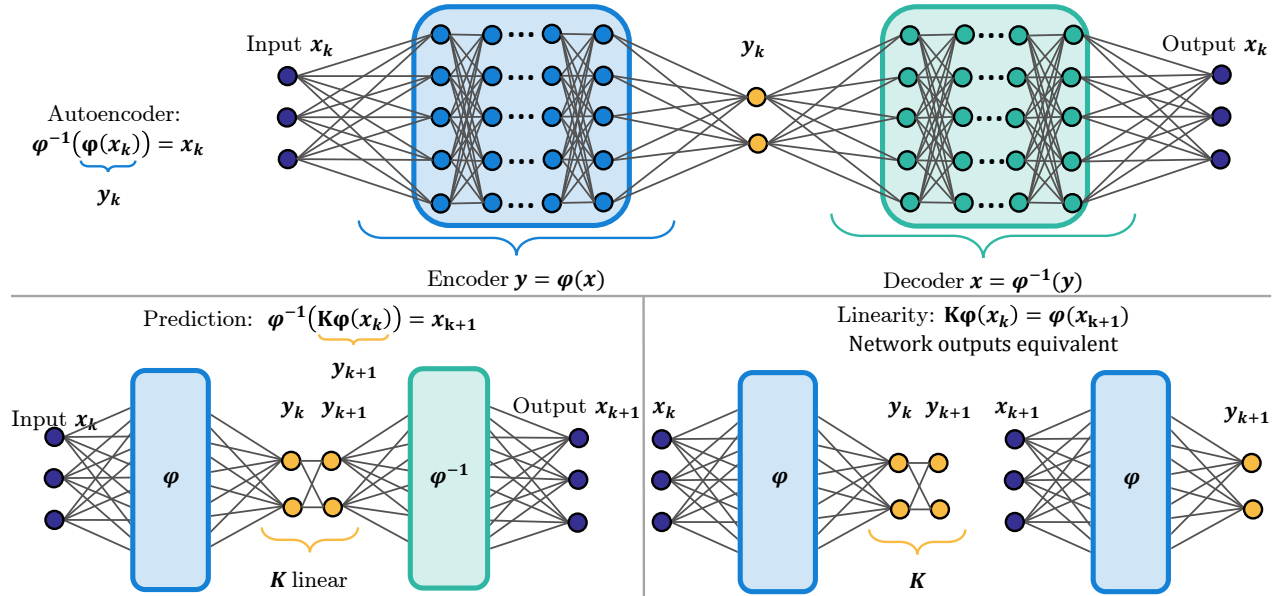 Input x_k
y_k
Output x_k
Autoencoder:
φ⁻¹(φ(x_k)) = x_k
y_k
Encoder y = φ(x)
Decoder x = φ⁻¹(y)
Prediction: φ⁻¹(Kφ(x_k)) = x_{k+1}
y_{k+1}
Input x_k
y_k y_{k+1}
Output x_{k+1}
φ
φ⁻¹
K linear
Linearity: Kφ(x_k) = φ(x_{k+1})
Network outputs equivalent
x_k
y_k y_{k+1}
x_{k+1}
y_{k+1}
φ
φ
K